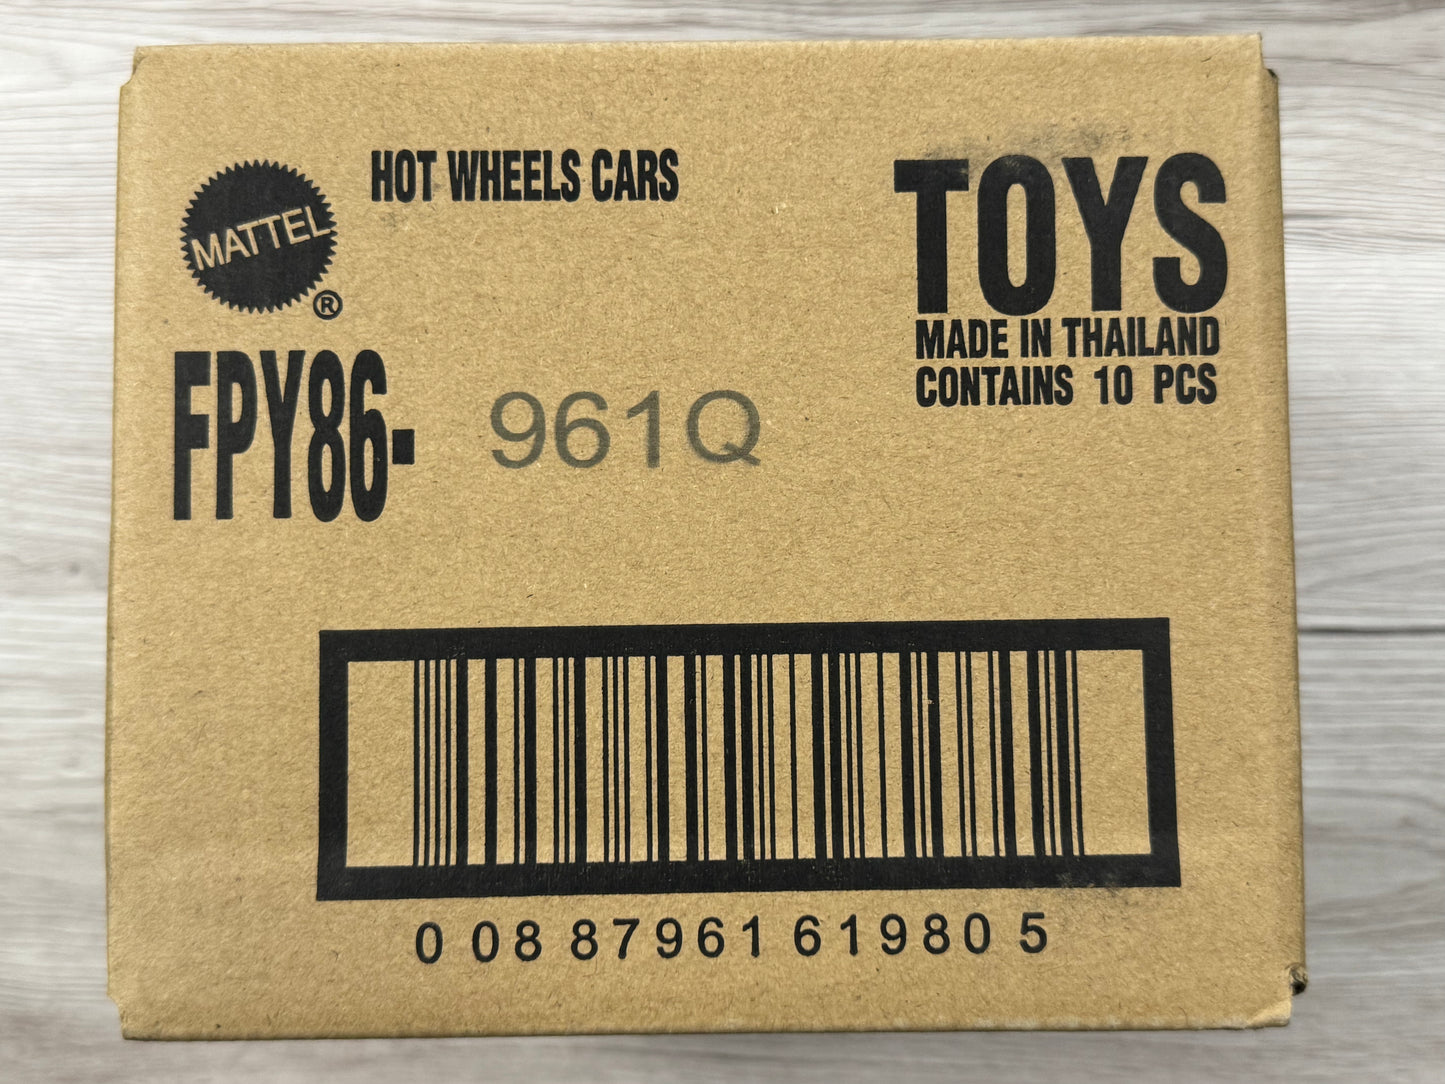 HOT WHEELS CARS
MATTEL
®
TOYS
MADE IN THAILAND
CONTAINS 10 PCS
FPY86- 961Q
0 08 87961 61980 5